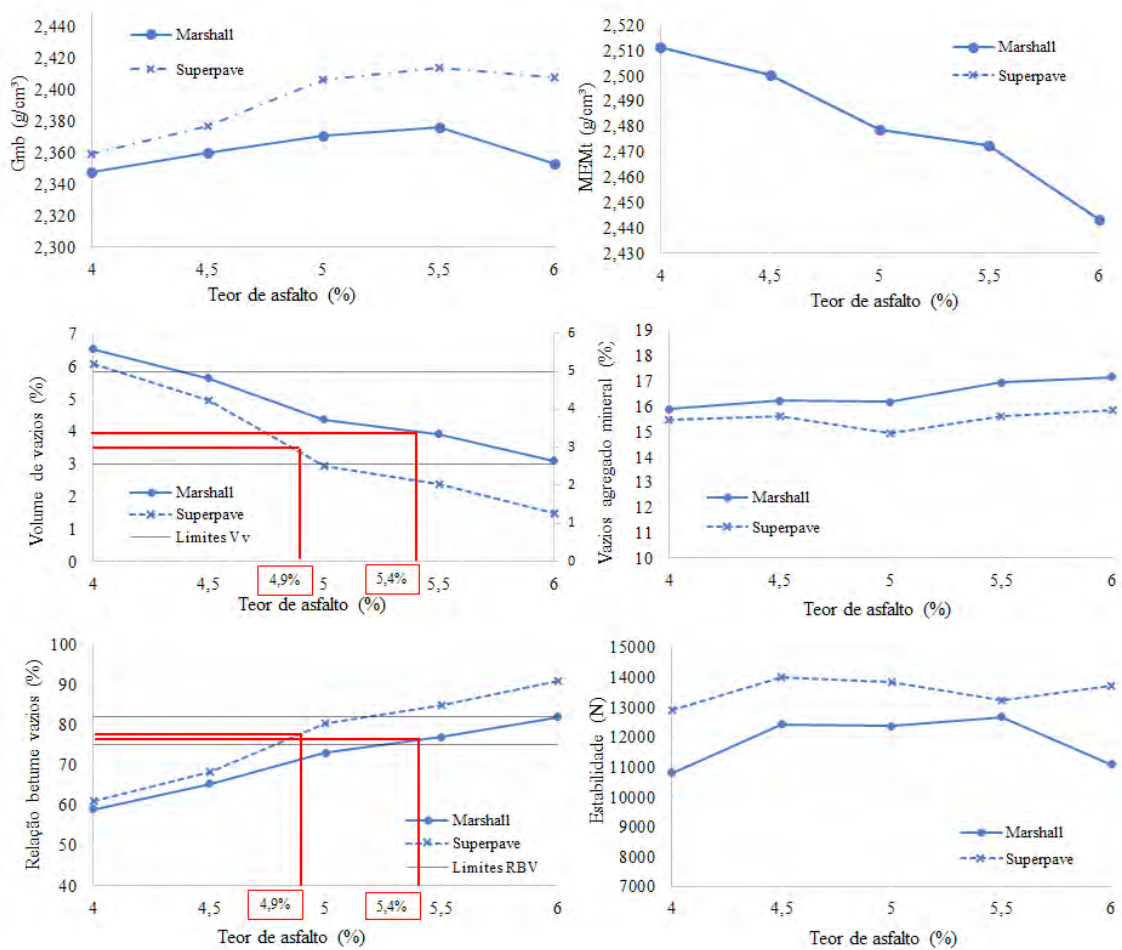 Gmb (g/cm³)
2,440
2,420
2,400
2,380
2,360
2,340
2,320
2,300
Marshall
Superpave
4 4,5 5 5,5 6
Teor de asfalto (%)
MEMt (g/cm³)
2,520
2,510
2,500
2,490
2,480
2,470
2,460
2,450
2,440
2,430
Marshall
Superpave
4 4,5 5 5,5 6
Teor de asfalto (%)
Volume de vazios (%)
7
6
5
4
3
2
1
0
6
5
4
3
2
1
0
Marshall
Superpave
Limites Vv
4 4,5 5 5,5 6
4,9% 5,4%
Teor de asfalto (%)
Vazios agregado mineral (%)
19
18
17
16
15
14
13
12
11
10
Marshall
Superpave
4 4,5 5 5,5 6
Teor de asfalto (%)
Relação betume vazios (%)
100
90
80
70
60
50
40
Marshall
Superpave
Limites RBV
4 4,5 5 5,5 6
4,9% 5,4%
Teor de asfalto (%)
Estabilidade (N)
15000
14000
13000
12000
11000
10000
9000
8000
7000
Marshall
Superpave
4 4,5 5 5,5 6
Teor de asfalto (%)